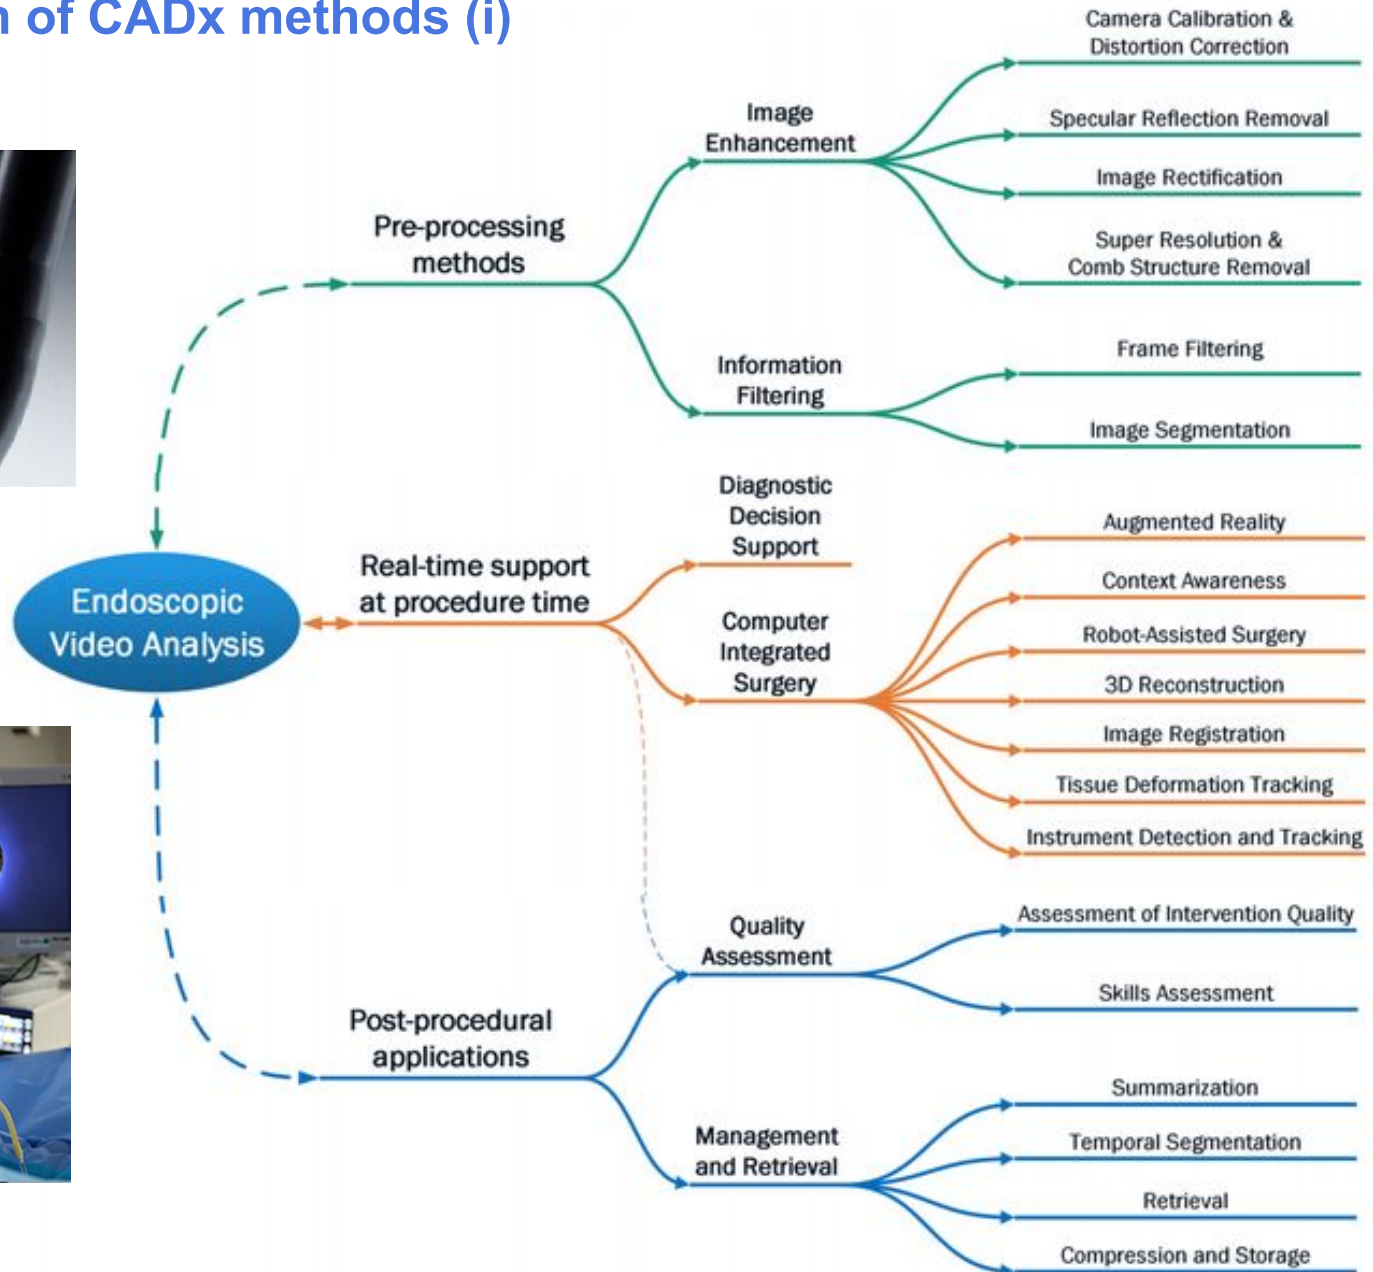 n of CADx methods (i)
Camera Calibration &
Distortion Correction
Specular Reflection Removal
Image Rectification
Super Resolution &
Comb Structure Removal
Image
Enhancement
Pre-processing
methods
Information
Filtering
Frame Filtering
Image Segmentation
Endoscopic
Video Analysis
Real-time support
at procedure time
Diagnostic
Decision
Support
Computer
Integrated
Surgery
Augmented Reality
Context Awareness
Robot-Assisted Surgery
3D Reconstruction
Image Registration
Tissue Deformation Tracking
Instrument Detection and Tracking
Post-procedural
applications
Quality
Assessment
Assessment of Intervention Quality
Skills Assessment
Management
and Retrieval
Summarization
Temporal Segmentation
Retrieval
Compression and Storage